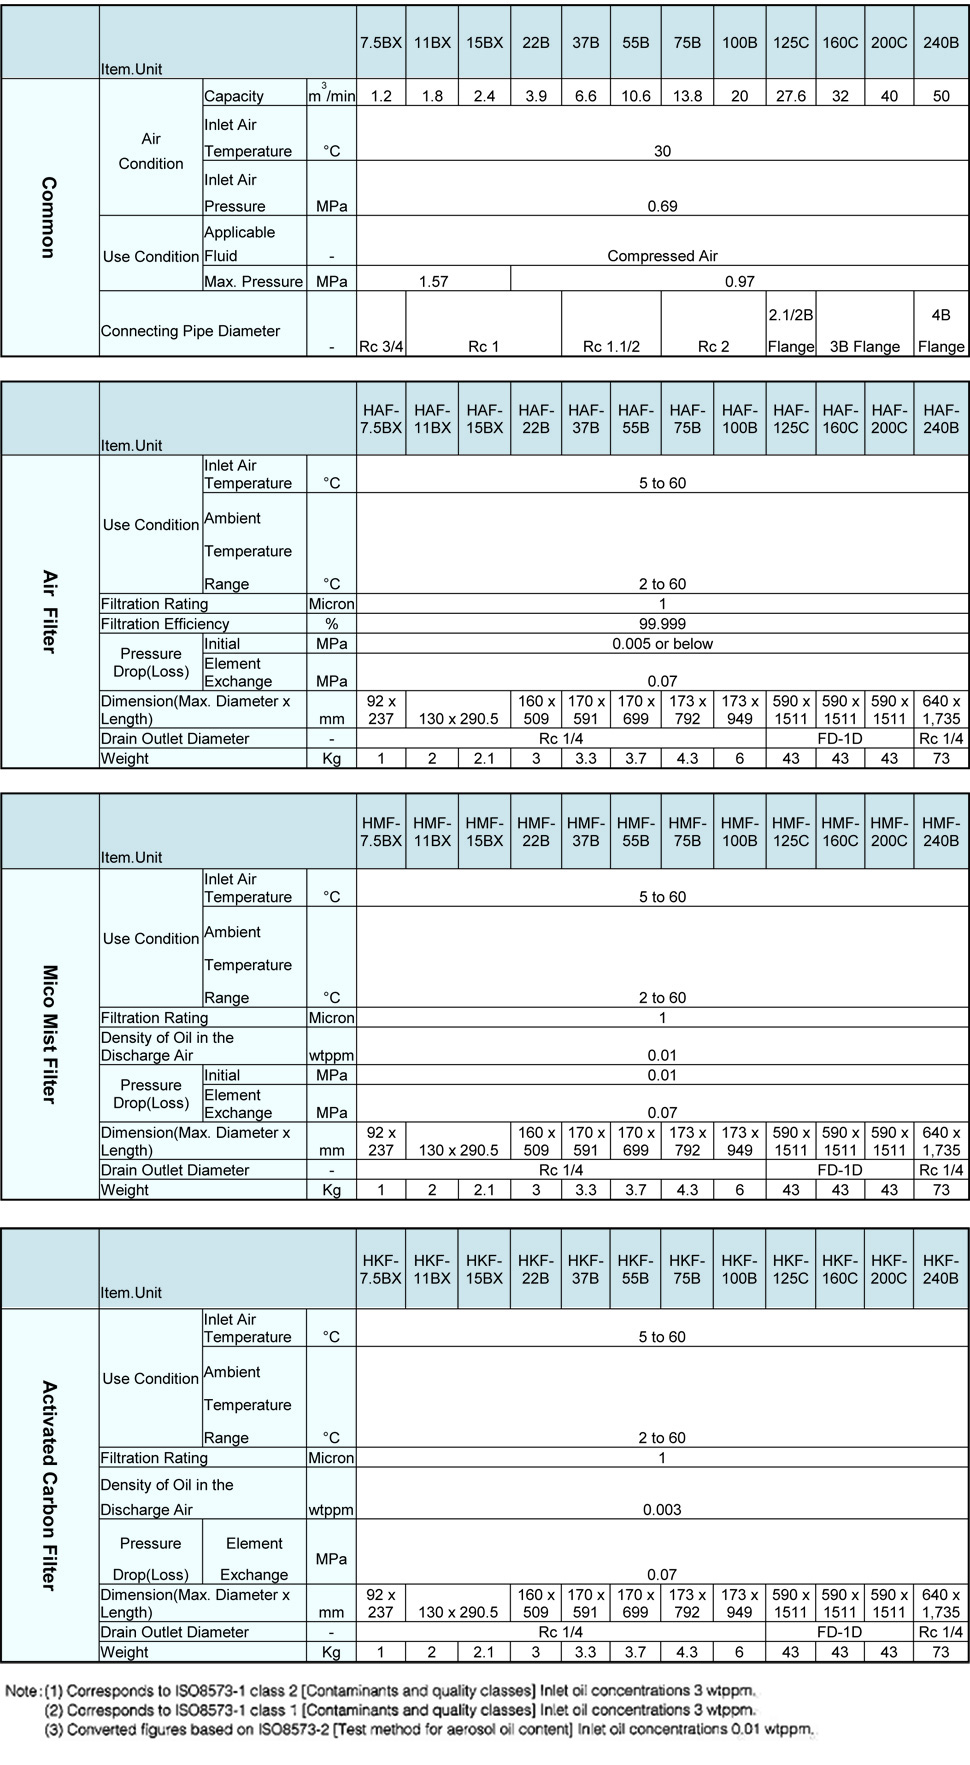 7.5BX 11BX 15BX 22B 37B 55B 75B 100B 125C 160C 200C 240B
Item.Unit
Common
Air
Condition
Capacity m3/min 1.2 1.8 2.4 3.9 6.6 10.6 13.8 20 27.6 32 40 50
Inlet Air
Temperature °C 30
Inlet Air
Pressure MPa 0.69
Use Condition
Applicable
Fluid - Compressed Air
Max. Pressure MPa 1.57 0.97
Connecting Pipe Diameter
2.1/2B 4B
- Rc 3/4 Rc 1 Rc 1.1/2 Rc 2 Flange 3B Flange Flange
HAF- HAF- HAF- HAF- HAF- HAF- HAF- HAF- HAF- HAF- HAF- HAF-
7.5BX 11BX 15BX 22B 37B 55B 75B 100B 125C 160C 200C 240B
Item.Unit
Air Filter
Use Condition
Inlet Air
Temperature °C 5 to 60
Ambient
Temperature
Range °C 2 to 60
Filtration Rating Micron 1
Filtration Efficiency % 99.999
Pressure
Drop(Loss)
Initial MPa 0.005 or below
Element
Exchange MPa 0.07
Dimension(Max. Diameter x 92 x 160 x 170 x 170 x 173 x 173 x 590 x 590 x 590 x 640 x
Length) mm 237 130 x 290.5 509 591 699 792 949 1511 1511 1511 1,735
Drain Outlet Diameter - Rc 1/4 FD-1D Rc 1/4
Weight Kg 1 2 2.1 3 3.3 3.7 4.3 6 43 43 43 73
HMF- HMF- HMF- HMF- HMF- HMF- HMF- HMF- HMF- HMF- HMF- HMF-
7.5BX 11BX 15BX 22B 37B 55B 75B 100B 125C 160C 200C 240B
Item.Unit
Mico Mist Filter
Use Condition
Inlet Air
Temperature °C 5 to 60
Ambient
Temperature
Range °C 2 to 60
Filtration Rating Micron 1
Density of Oil in the
Discharge Air wtppm 0.01
Pressure
Drop(Loss)
Initial MPa 0.01
Element
Exchange MPa 0.07
Dimension(Max. Diameter x 92 x 160 x 170 x 170 x 173 x 173 x 590 x 590 x 590 x 640 x
Length) mm 237 130 x 290.5 509 591 699 792 949 1511 1511 1511 1,735
Drain Outlet Diameter - Rc 1/4 FD-1D Rc 1/4
Weight Kg 1 2 2.1 3 3.3 3.7 4.3 6 43 43 43 73
HKF- HKF- HKF- HKF- HKF- HKF- HKF- HKF- HKF- HKF- HKF- HKF-
7.5BX 11BX 15BX 22B 37B 55B 75B 100B 125C 160C 200C 240B
Item.Unit
Activated Carbon Filter
Use Condition
Inlet Air
Temperature °C 5 to 60
Ambient
Temperature
Range °C 2 to 60
Filtration Rating Micron 1
Density of Oil in the
Discharge Air wtppm 0.003
Pressure Element
MPa
Drop(Loss) Exchange 0.07
Dimension(Max. Diameter x 92 x 160 x 170 x 170 x 173 x 173 x 590 x 590 x 590 x 640 x
Length) mm 237 130 x 290.5 509 591 699 792 949 1511 1511 1511 1,735
Drain Outlet Diameter - Rc 1/4 FD-1D Rc 1/4
Weight Kg 1 2 2.1 3 3.3 3.7 4.3 6 43 43 43 73
Note:(1) Corresponds to ISO8573-1 class 2 [Contaminants and quality classes] Inlet oil concentrations 3 wtppm.
(2) Corresponds to ISO8573-1 class 1 [Contaminants and quality classes] Inlet oil concentrations 3 wtppm.
(3) Converted figures based on ISO8573-2 [Test method for aerosol oil content] Inlet oil concentrations 0.01 wtppm.